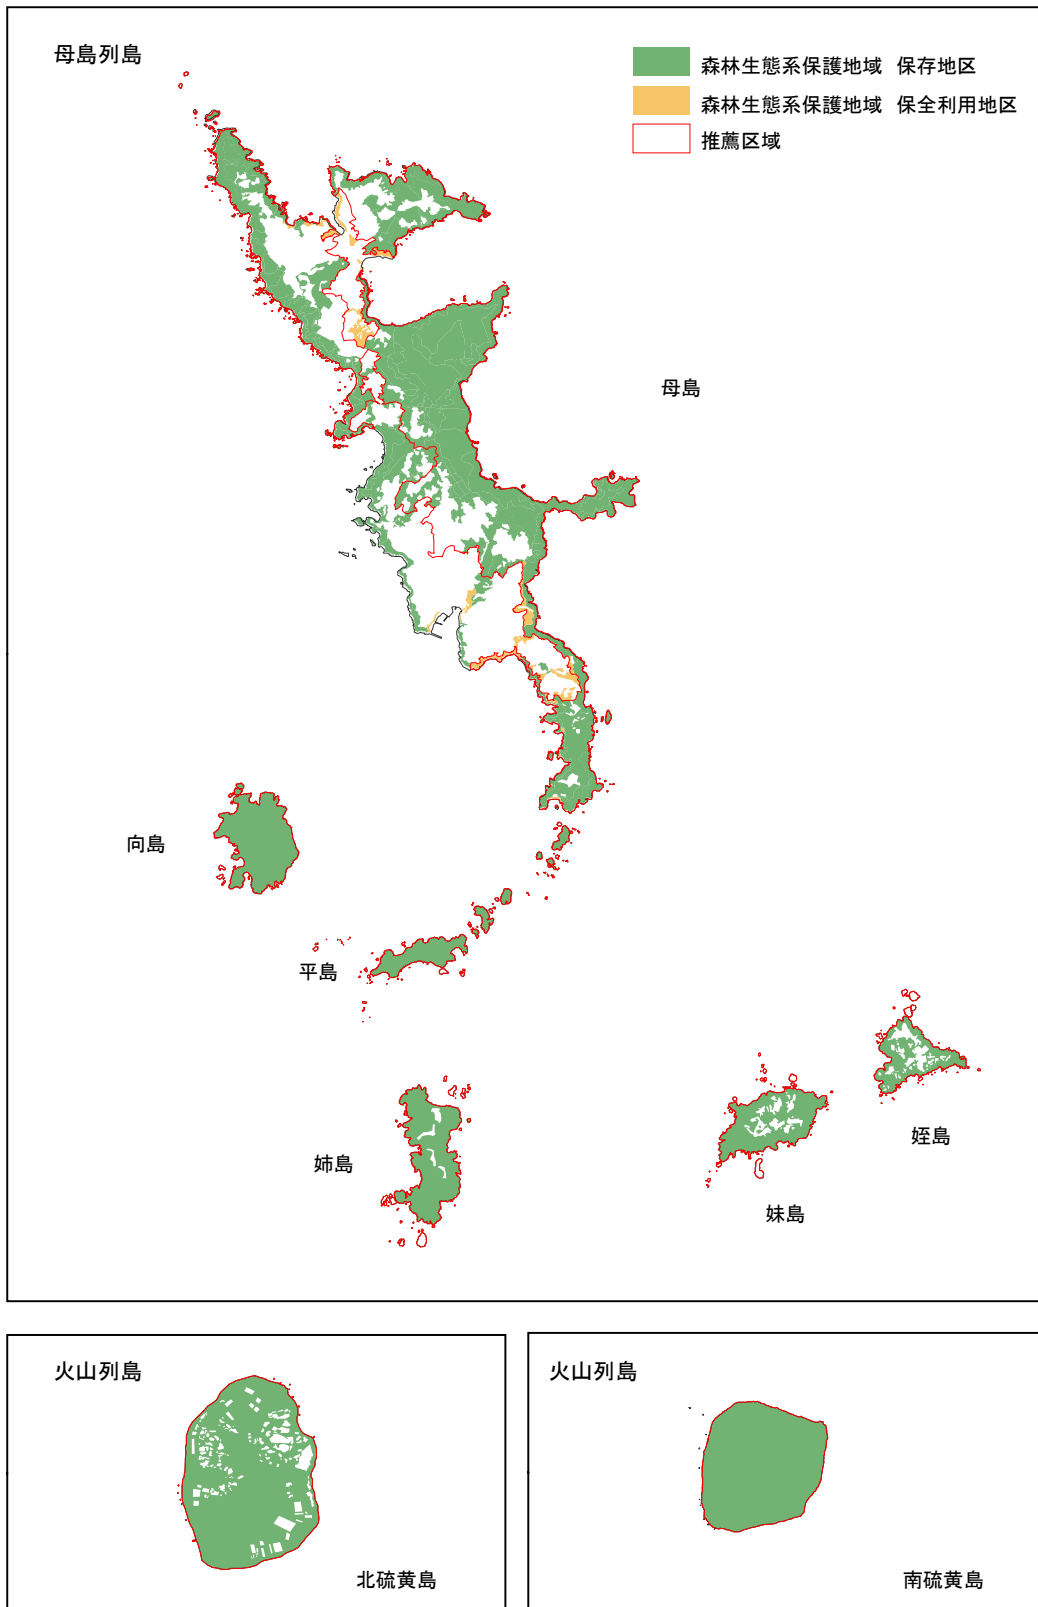 母島列島
森林生態系保護地域　保存地区
森林生態系保護地域　保全利用地区
推薦区域
母島
向島
平島
姪島
姉島
妹島
火山列島
北硫黄島
火山列島
南硫黄島